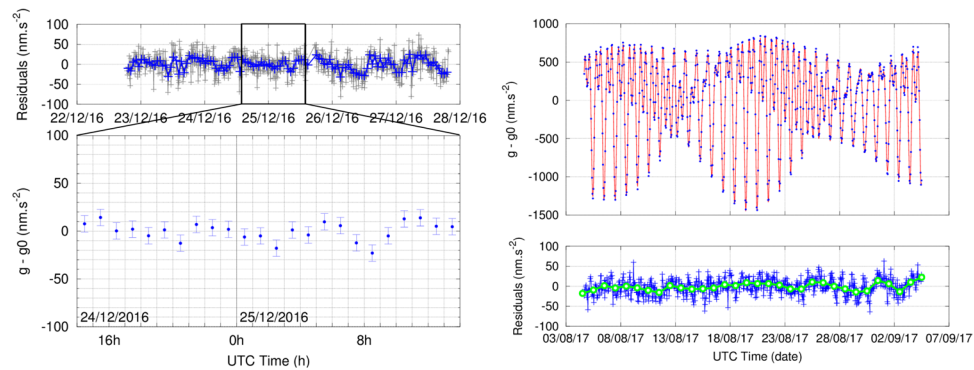 Residuals (nm.s⁻²)
100
50
0
-50
-100
22/12/16 23/12/16 24/12/16 25/12/16 26/12/16 27/12/16 28/12/16
g - g0 (nm.s⁻²)
100
50
0
-50
-100
24/12/2016 25/12/2016
16h 0h 8h
UTC Time (h)
g - g0 (nm.s⁻²)
1000
500
0
-500
-1000
-1500
Residuals (nm.s⁻²)
100
50
0
-50
-100
03/08/17 08/08/17 13/08/17 18/08/17 23/08/17 28/08/17 02/09/17 07/09/17
UTC Time (date)